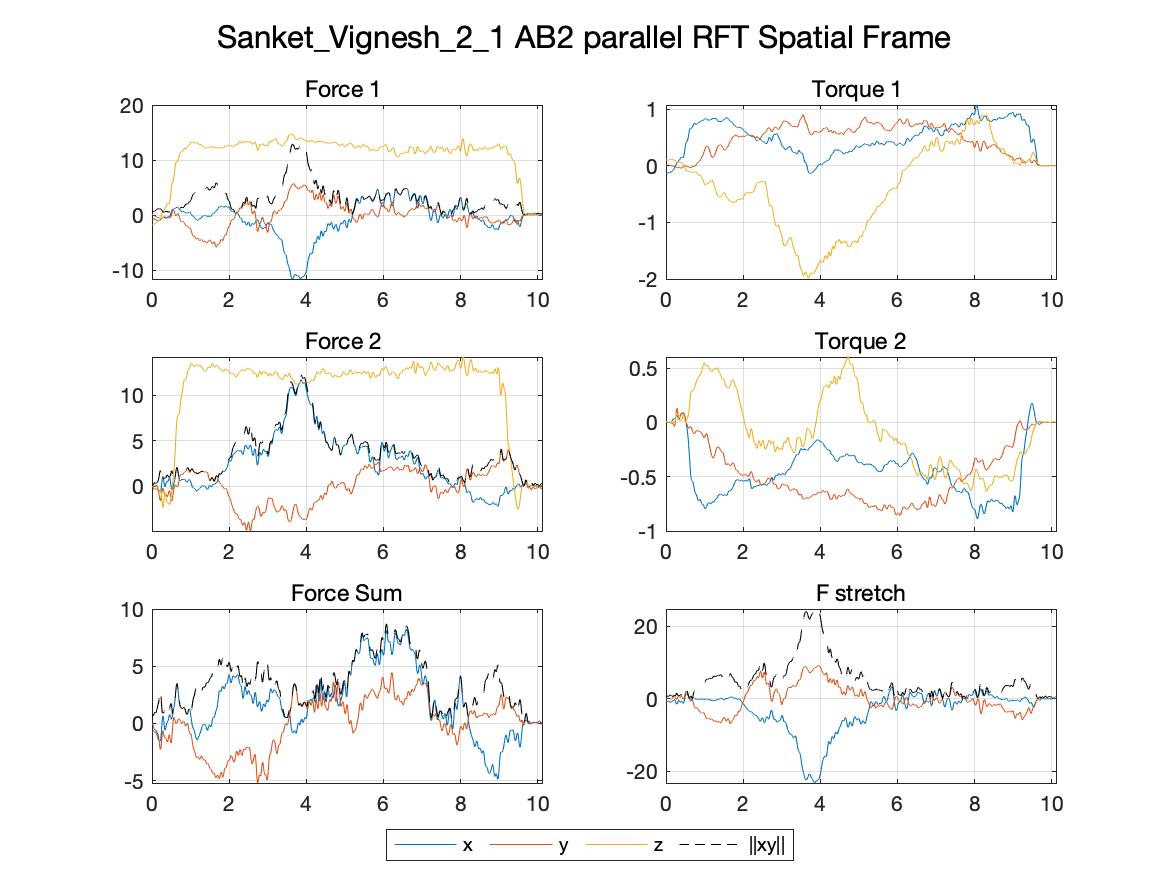 Sanket_Vignesh_2_1 AB2 parallel RFT Spatial Frame
Force 1
20
10
0
-10
0 2 4 6 8 10
Torque 1
1
0
-1
-2
0 2 4 6 8 10
Force 2
10
5
0
0 2 4 6 8 10
Torque 2
0.5
0
-0.5
-1
0 2 4 6 8 10
Force Sum
10
5
0
-5
0 2 4 6 8 10
F stretch
20
0
-20
0 2 4 6 8 10
x y z ||xy||